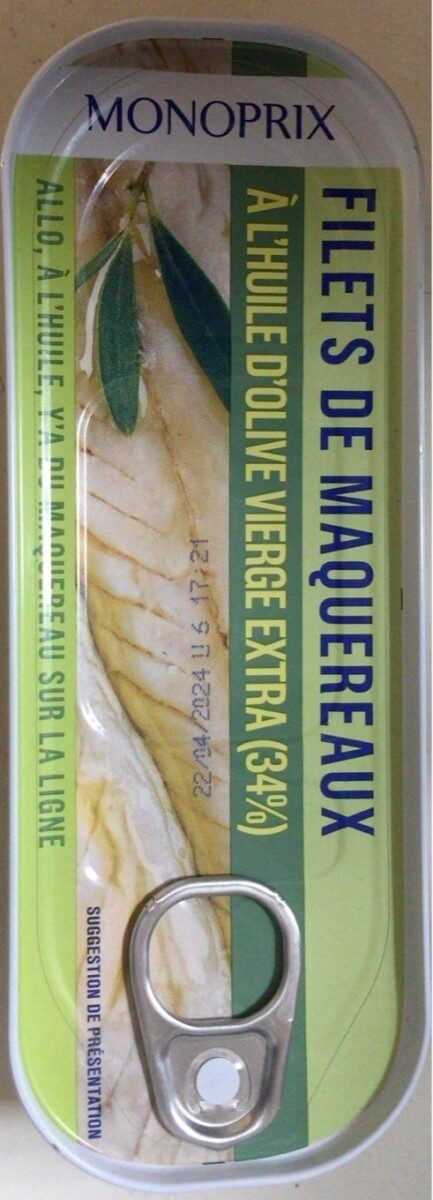 MONOPRIX
FILETS DE MAQUEREAUX
À L'HUILE D'OLIVE VIERGE EXTRA (34%)
22/04/2024 U 6 17:21
ALLO, À L'HUILE, Y'A DU MAQUEREAU SUR LA LIGNE
SUGGESTION DE PRÉSENTATION